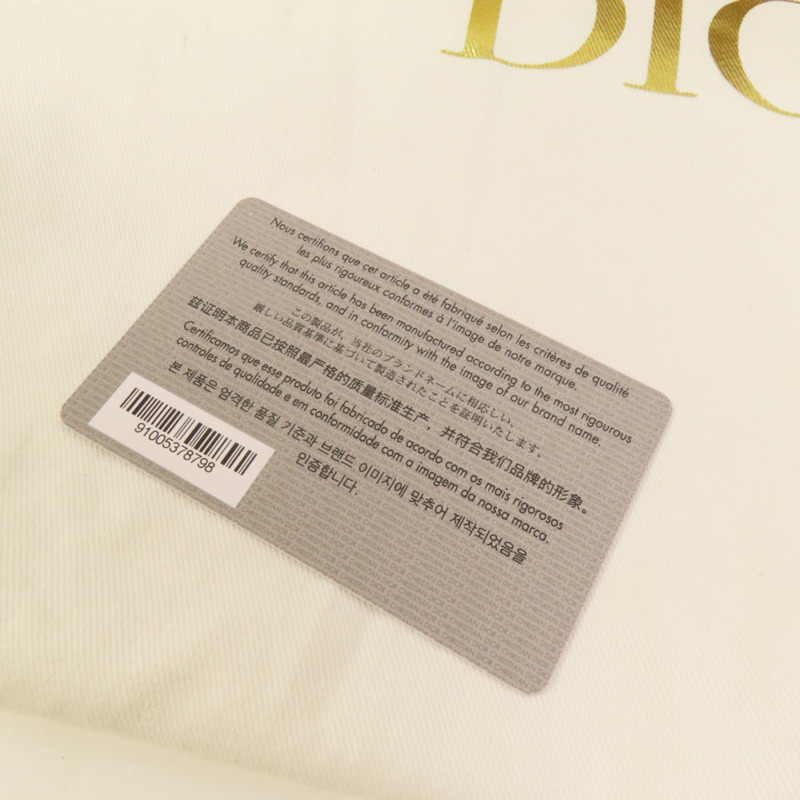 DIO
Nous certifions que cet article a été fabriqué selon les critères de qualité
les plus rigoureux conformes à l'image de notre marque.
We certify that this article has been manufactured according to the most rigourous
quality standards, and in conformity with the image of our brand name.
この製品が、当社のブランドネームに相応しい、
厳しい品質基準に基づいて製造されたことを証明いたします。
兹证明本商品已按照最严格的质量标准生产，并符合我们品牌的形象。
Certificamos que esse produto foi fabricado de acordo com os mais rigorosos
controles de qualidade e em conformidade com a imagem da nossa marca.
본 제품은 엄격한 품질 기준과 브랜드 이미지에 맞추어 제작되었음을
인증합니다.
91005378798